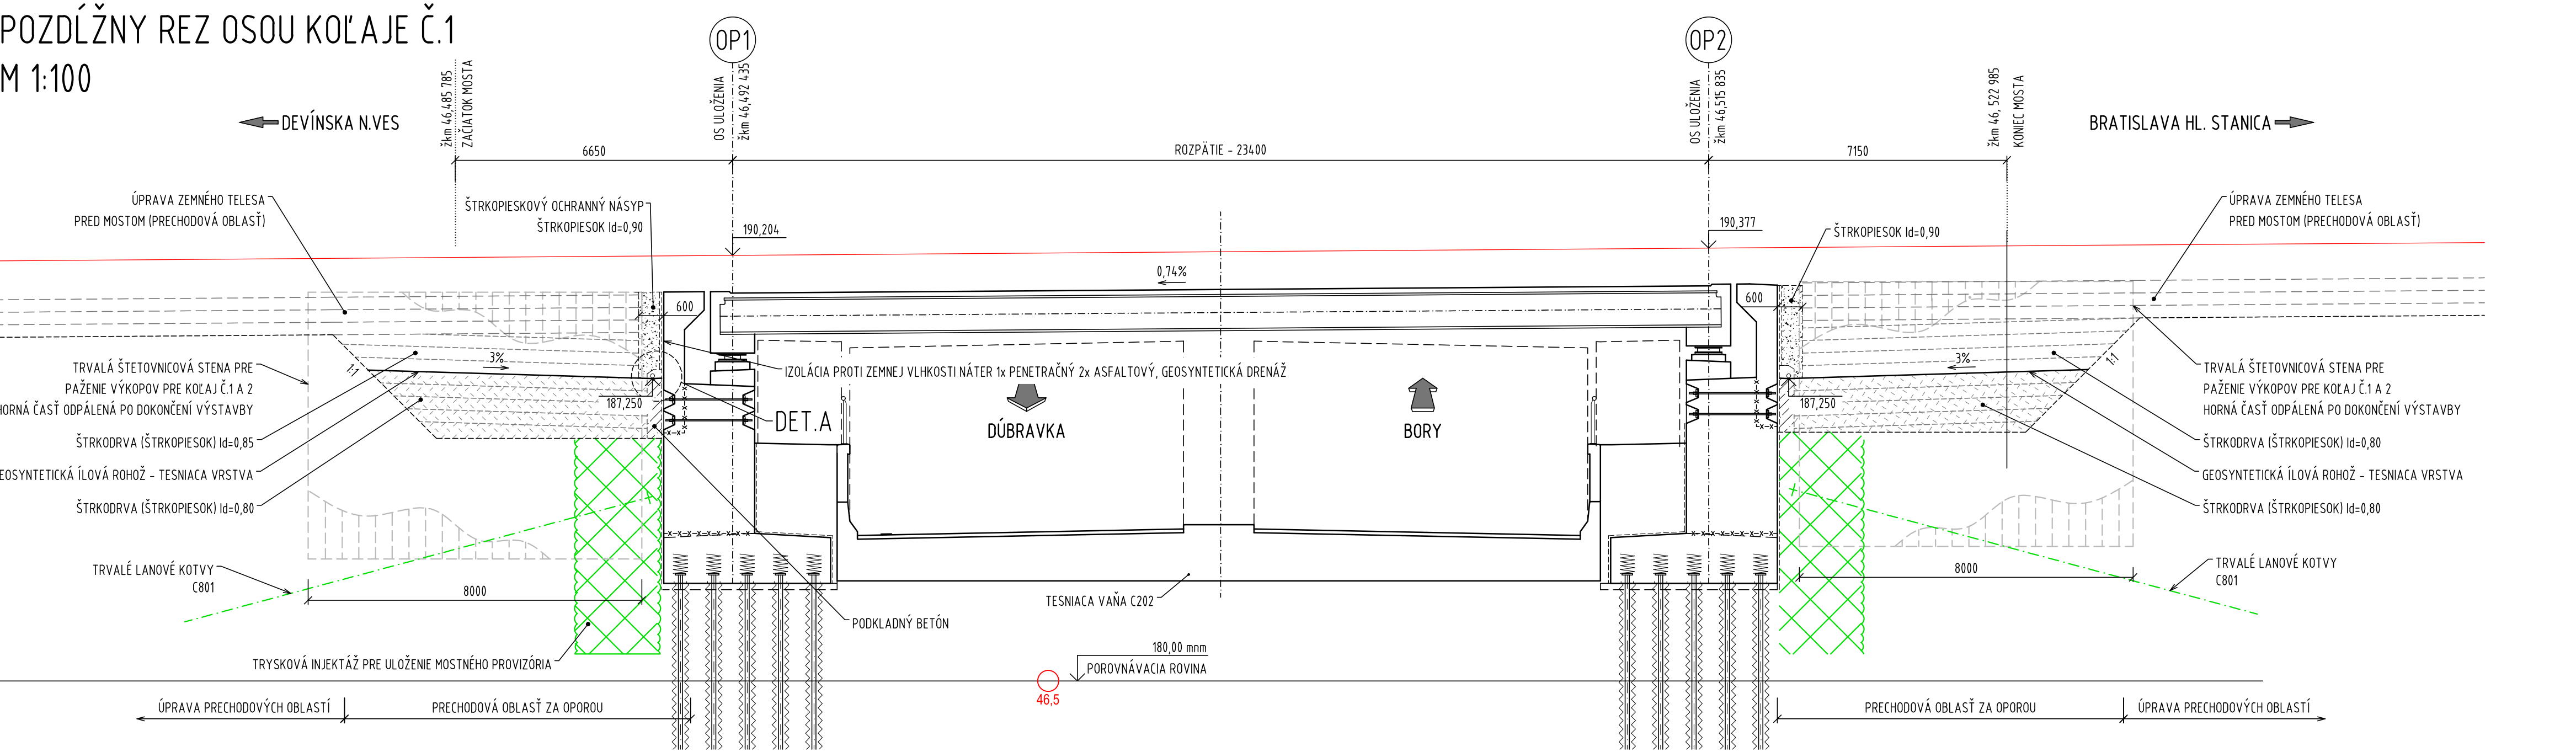 POZDĹŽNY REZ OSOU KOĽAJE Č.1
M 1:100
OP1
OP2
žkm 46,485 785
ZAČIATOK MOSTA
OS ULOŽENIA
žkm 46,492 435
OS ULOŽENIA
žkm 46,515 835
žkm 46, 522 985
KONIEC MOSTA
DEVÍNSKA N.VES
BRATISLAVA HL. STANICA
6650
ROZPÄTIE - 23400
7150
ÚPRAVA ZEMNÉHO TELESA
PRED MOSTOM (PRECHODOVÁ OBLASŤ)
ŠTRKOPIESKOVÝ OCHRANNÝ NÁSYP
ŠTRKOPIESOK Id=0,90
190,204
190,377
ŠTRKOPIESOK Id=0,90
ÚPRAVA ZEMNÉHO TELESA
PRED MOSTOM (PRECHODOVÁ OBLASŤ)
0,74%
600
600
3%
3%
1:1
1:1
TRVALÁ ŠTETOVNICOVÁ STENA PRE
PAŽENIE VÝKOPOV PRE KOĽAJ Č.1 A 2
HORNÁ ČASŤ ODPÁLENÁ PO DOKONČENÍ VÝSTAVBY
IZOLÁCIA PROTI ZEMNEJ VLHKOSTI NÁTER 1x PENETRAČNÝ 2x ASFALTOVÝ, GEOSYNTETICKÁ DRENÁŽ
TRVALÁ ŠTETOVNICOVÁ STENA PRE
PAŽENIE VÝKOPOV PRE KOĽAJ Č.1 A 2
HORNÁ ČASŤ ODPÁLENÁ PO DOKONČENÍ VÝSTAVBY
187,250
187,250
DET.A
DÚBRAVKA
BORY
ŠTRKODRVA (ŠTRKOPIESOK) Id=0,85
EOSYNTETICKÁ ÍLOVÁ ROHOŽ - TESNIACA VRSTVA
ŠTRKODRVA (ŠTRKOPIESOK) Id=0,80
ŠTRKODRVA (ŠTRKOPIESOK) Id=0,80
GEOSYNTETICKÁ ÍLOVÁ ROHOŽ - TESNIACA VRSTVA
ŠTRKODRVA (ŠTRKOPIESOK) Id=0,80
TRVALÉ LANOVÉ KOTVY
C801
TRVALÉ LANOVÉ KOTVY
C801
8000
8000
TESNIACA VAŇA C202
PODKLADNÝ BETÓN
TRYSKOVÁ INJEKTÁŽ PRE ULOŽENIE MOSTNÉHO PROVIZÓRIA
180,00 mnm
POROVNÁVACIA ROVINA
46,5
ÚPRAVA PRECHODOVÝCH OBLASTÍ
PRECHODOVÁ OBLASŤ ZA OPOROU
PRECHODOVÁ OBLASŤ ZA OPOROU
ÚPRAVA PRECHODOVÝCH OBLASTÍ